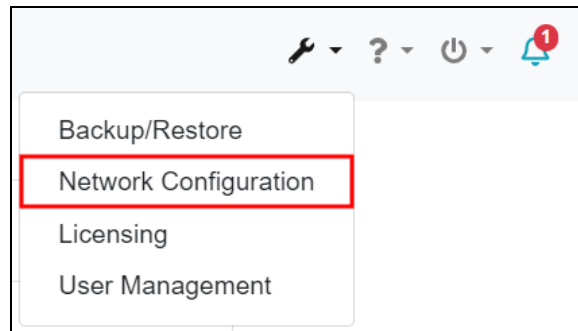 ?
1
Backup/Restore
Network Configuration
Licensing
User Management